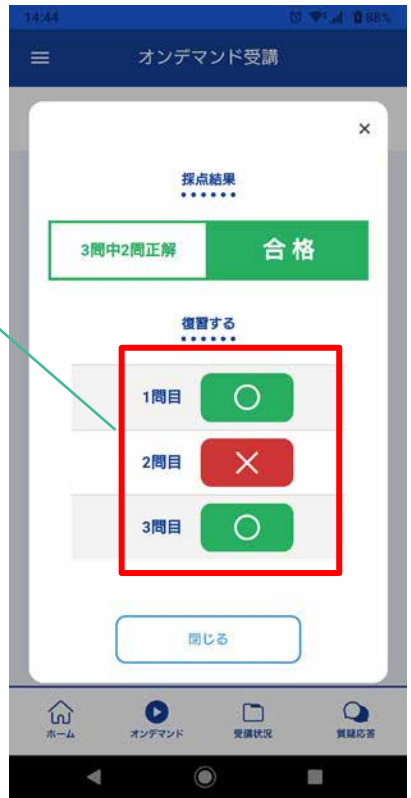 14:44
88%
オンデマンド受講
×
採点結果
3問中2問正解
合格
復習する
1問目
2問目
3問目
閉じる
ホーム
オンデマンド
受講状況
質疑応答